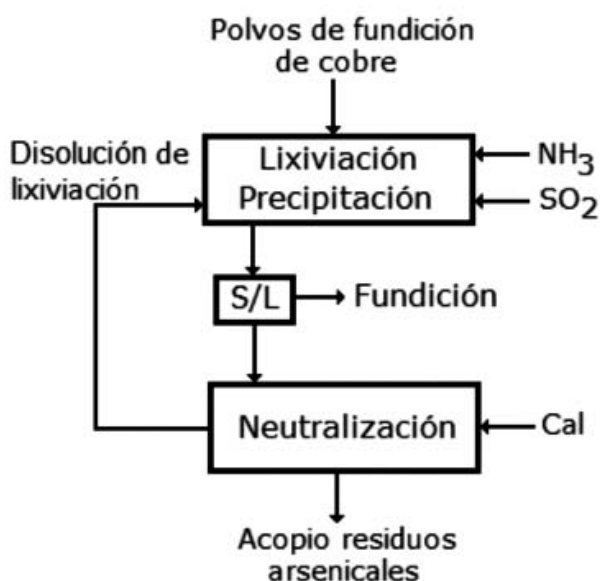 Polvos de fundición
de cobre
Disolución de
lixiviación
Lixiviación
Precipitación
NH3
SO2
S/L
Fundición
Neutralización
Cal
Acopio residuos
arsenicales